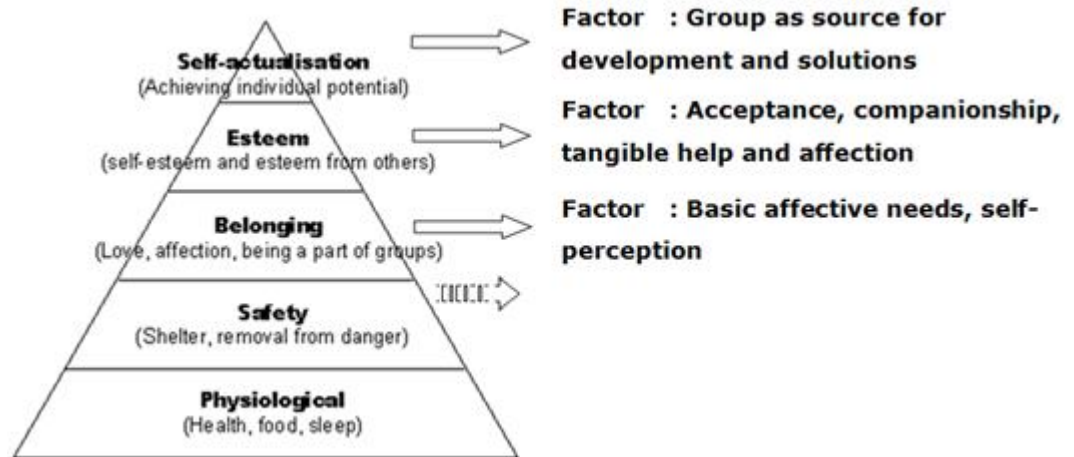 Self-actualisation
(Achieving individual potential)
Esteem
(self-esteem and esteem from others)
Belonging
(Love, affection, being a part of groups)
Safety
(Shelter, removal from danger)
Physiological
(Health, food, sleep)
Factor : Group as source for
development and solutions
Factor : Acceptance, companionship,
tangible help and affection
Factor : Basic affective needs, self-
perception